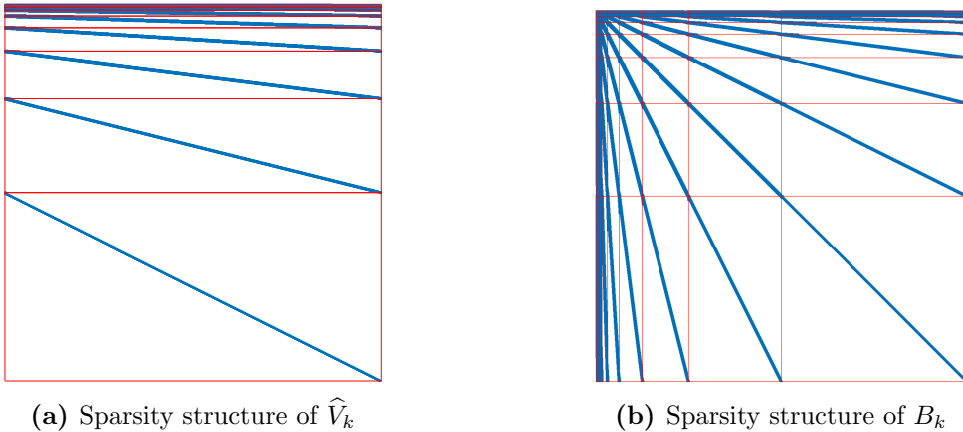 (a) Sparsity structure of $\widehat{V}_k$
(b) Sparsity structure of $B_k$